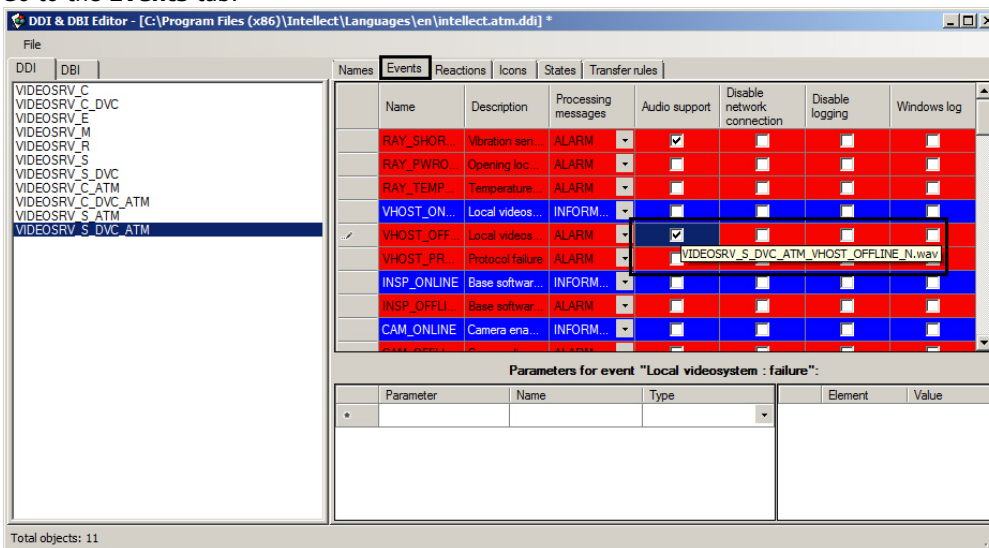 DDI & DBI Editor - [C:\Program Files (x86)\Intellect\Languages\en\intellect.atm.ddi] *
File
DDI DBI
Names Events Reactions Icons States Transfer rules
VIDEOSRV_C
VIDEOSRV_C_DVC
VIDEOSRV_E
VIDEOSRV_M
VIDEOSRV_R
VIDEOSRV_S
VIDEOSRV_S_DVC
VIDEOSRV_C_ATM
VIDEOSRV_C_DVC_ATM
VIDEOSRV_S_ATM
VIDEOSRV_S_DVC_ATM
Name Description Processing messages Audio support Disable network connection Disable logging Windows log
RAY_SHOR... Vibration sen... ALARM
RAY_PWRO... Opening loc... ALARM
RAY_TEMP... Temperature... ALARM
VHOST_ON... Local videos... INFORM...
VHOST_OFF... Local videos... ALARM
VIDEOSRV_S_DVC_ATM_VHOST_OFFLINE_N.wav
VHOST_PR... Protocol failure ALARM
INSP_ONLINE Base softwar... INFORM...
INSP_OFFLI... Base softwar... ALARM
CAM_ONLINE Camera ena... INFORM...
Parameters for event "Local videosystem : failure":
Parameter Name Type Element Value
*
Total objects: 11